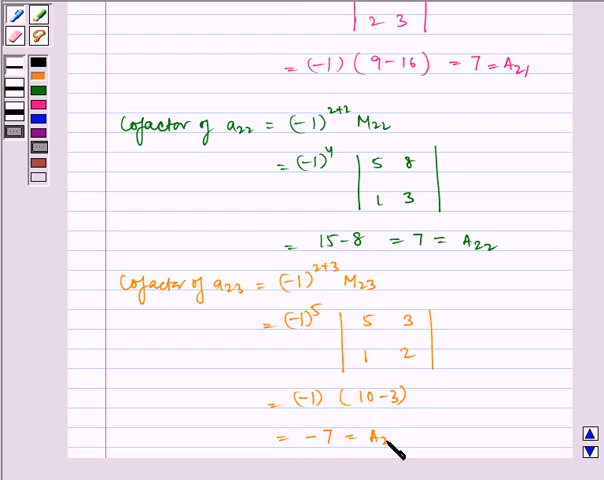 | 2 3 |
= (-1) (9-16) = 7 = A₂₁
Cofactor of a₂₂ = (-1)²⁺² M₂₂
= (-1)⁴ | 5 8 |
| 1 3 |
= 15-8 = 7 = A₂₂
Cofactor of a₂₃ = (-1)²⁺³ M₂₃
= (-1)⁵ | 5 3 |
| 1 2 |
= (-1) (10-3)
= -7 = A₂